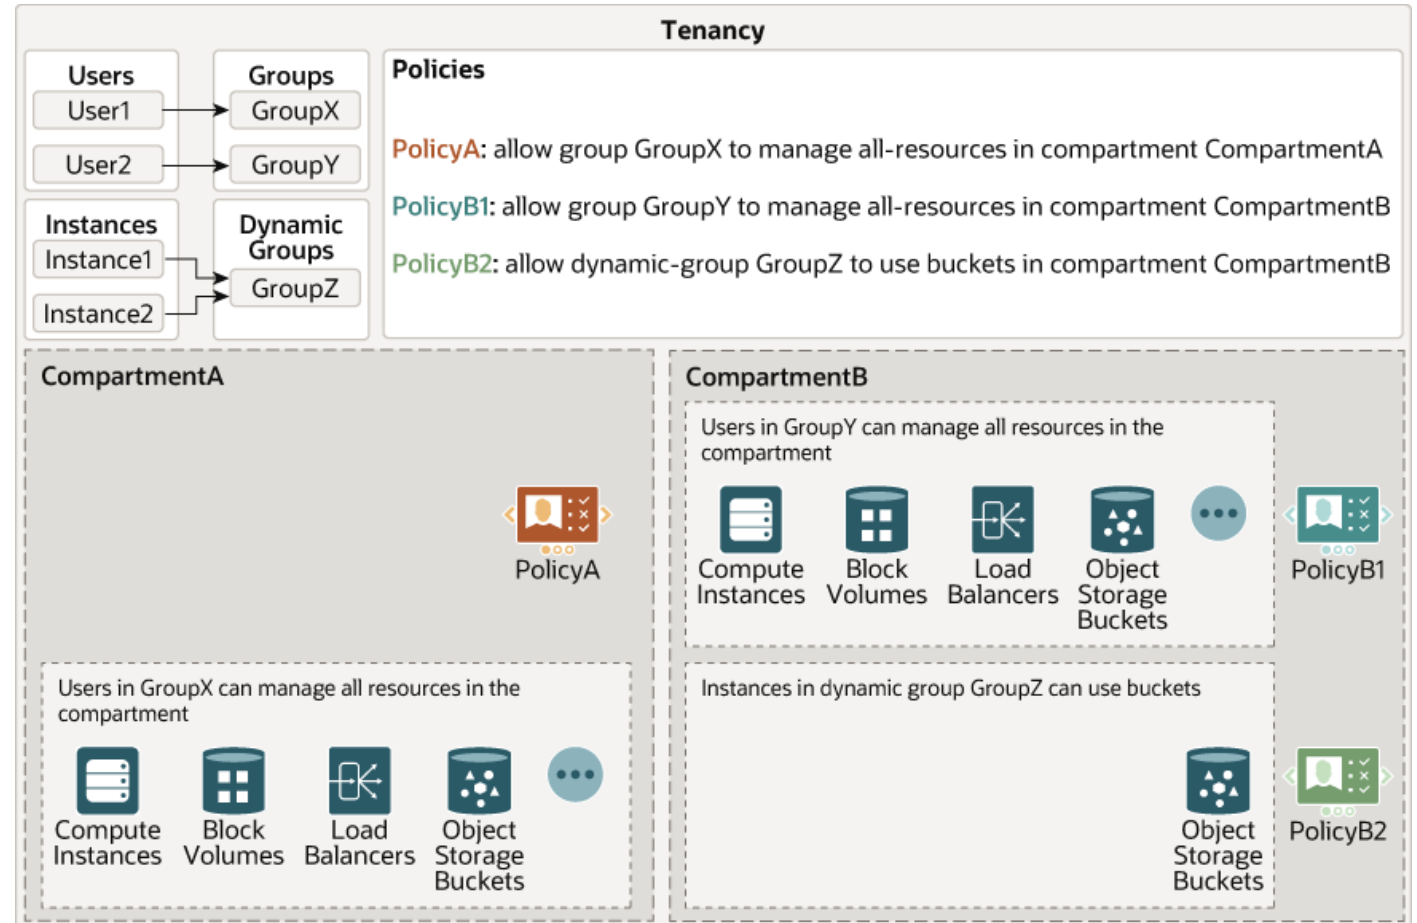 Tenancy
Users
User1
User2
Groups
GroupX
GroupY
Instances
Instance1
Instance2
Dynamic
Groups
GroupZ
Policies
PolicyA: allow group GroupX to manage all-resources in compartment CompartmentA
PolicyB1: allow group GroupY to manage all-resources in compartment CompartmentB
PolicyB2: allow dynamic-group GroupZ to use buckets in compartment CompartmentB
CompartmentA
PolicyA
Users in GroupX can manage all resources in the
compartment
Compute
Instances
Block
Volumes
Load
Balancers
Object
Storage
Buckets
CompartmentB
Users in GroupY can manage all resources in the
compartment
Compute
Instances
Block
Volumes
Load
Balancers
Object
Storage
Buckets
PolicyB1
Instances in dynamic group GroupZ can use buckets
Object
Storage
Buckets
PolicyB2